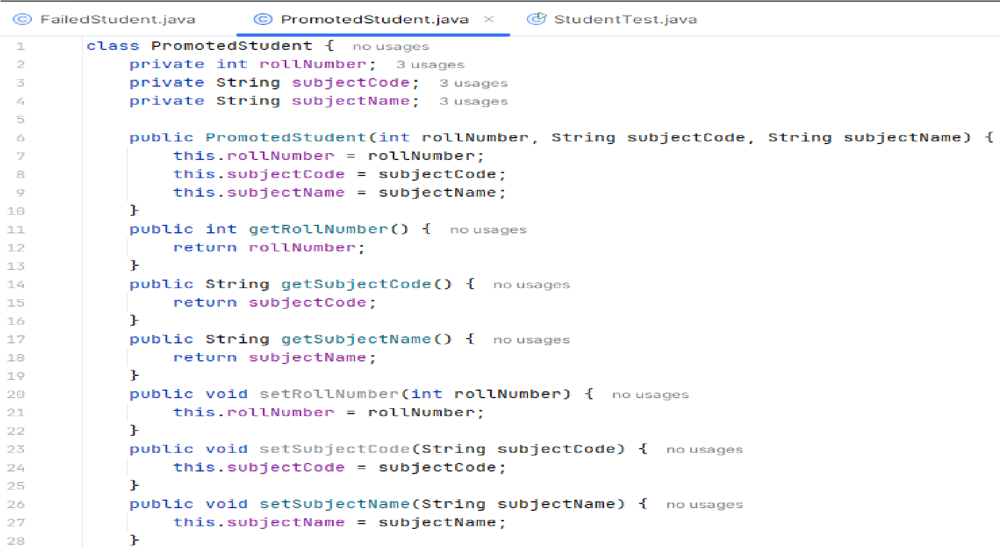 FailedStudent.java PromotedStudent.java × StudentTest.java
1 class PromotedStudent { no usages
2 private int rollNumber; 3 usages
3 private String subjectCode; 3 usages
4 private String subjectName; 3 usages
5
6 public PromotedStudent(int rollNumber, String subjectCode, String subjectName) {
7 this.rollNumber = rollNumber;
8 this.subjectCode = subjectCode;
9 this.subjectName = subjectName;
10 }
11 public int getRollNumber() { no usages
12 return rollNumber;
13 }
14 public String getSubjectCode() { no usages
15 return subjectCode;
16 }
17 public String getSubjectName() { no usages
18 return subjectName;
19 }
20 public void setRollNumber(int rollNumber) { no usages
21 this.rollNumber = rollNumber;
22 }
23 public void setSubjectCode(String subjectCode) { no usages
24 this.subjectCode = subjectCode;
25 }
26 public void setSubjectName(String subjectName) { no usages
27 this.subjectName = subjectName;
28 }